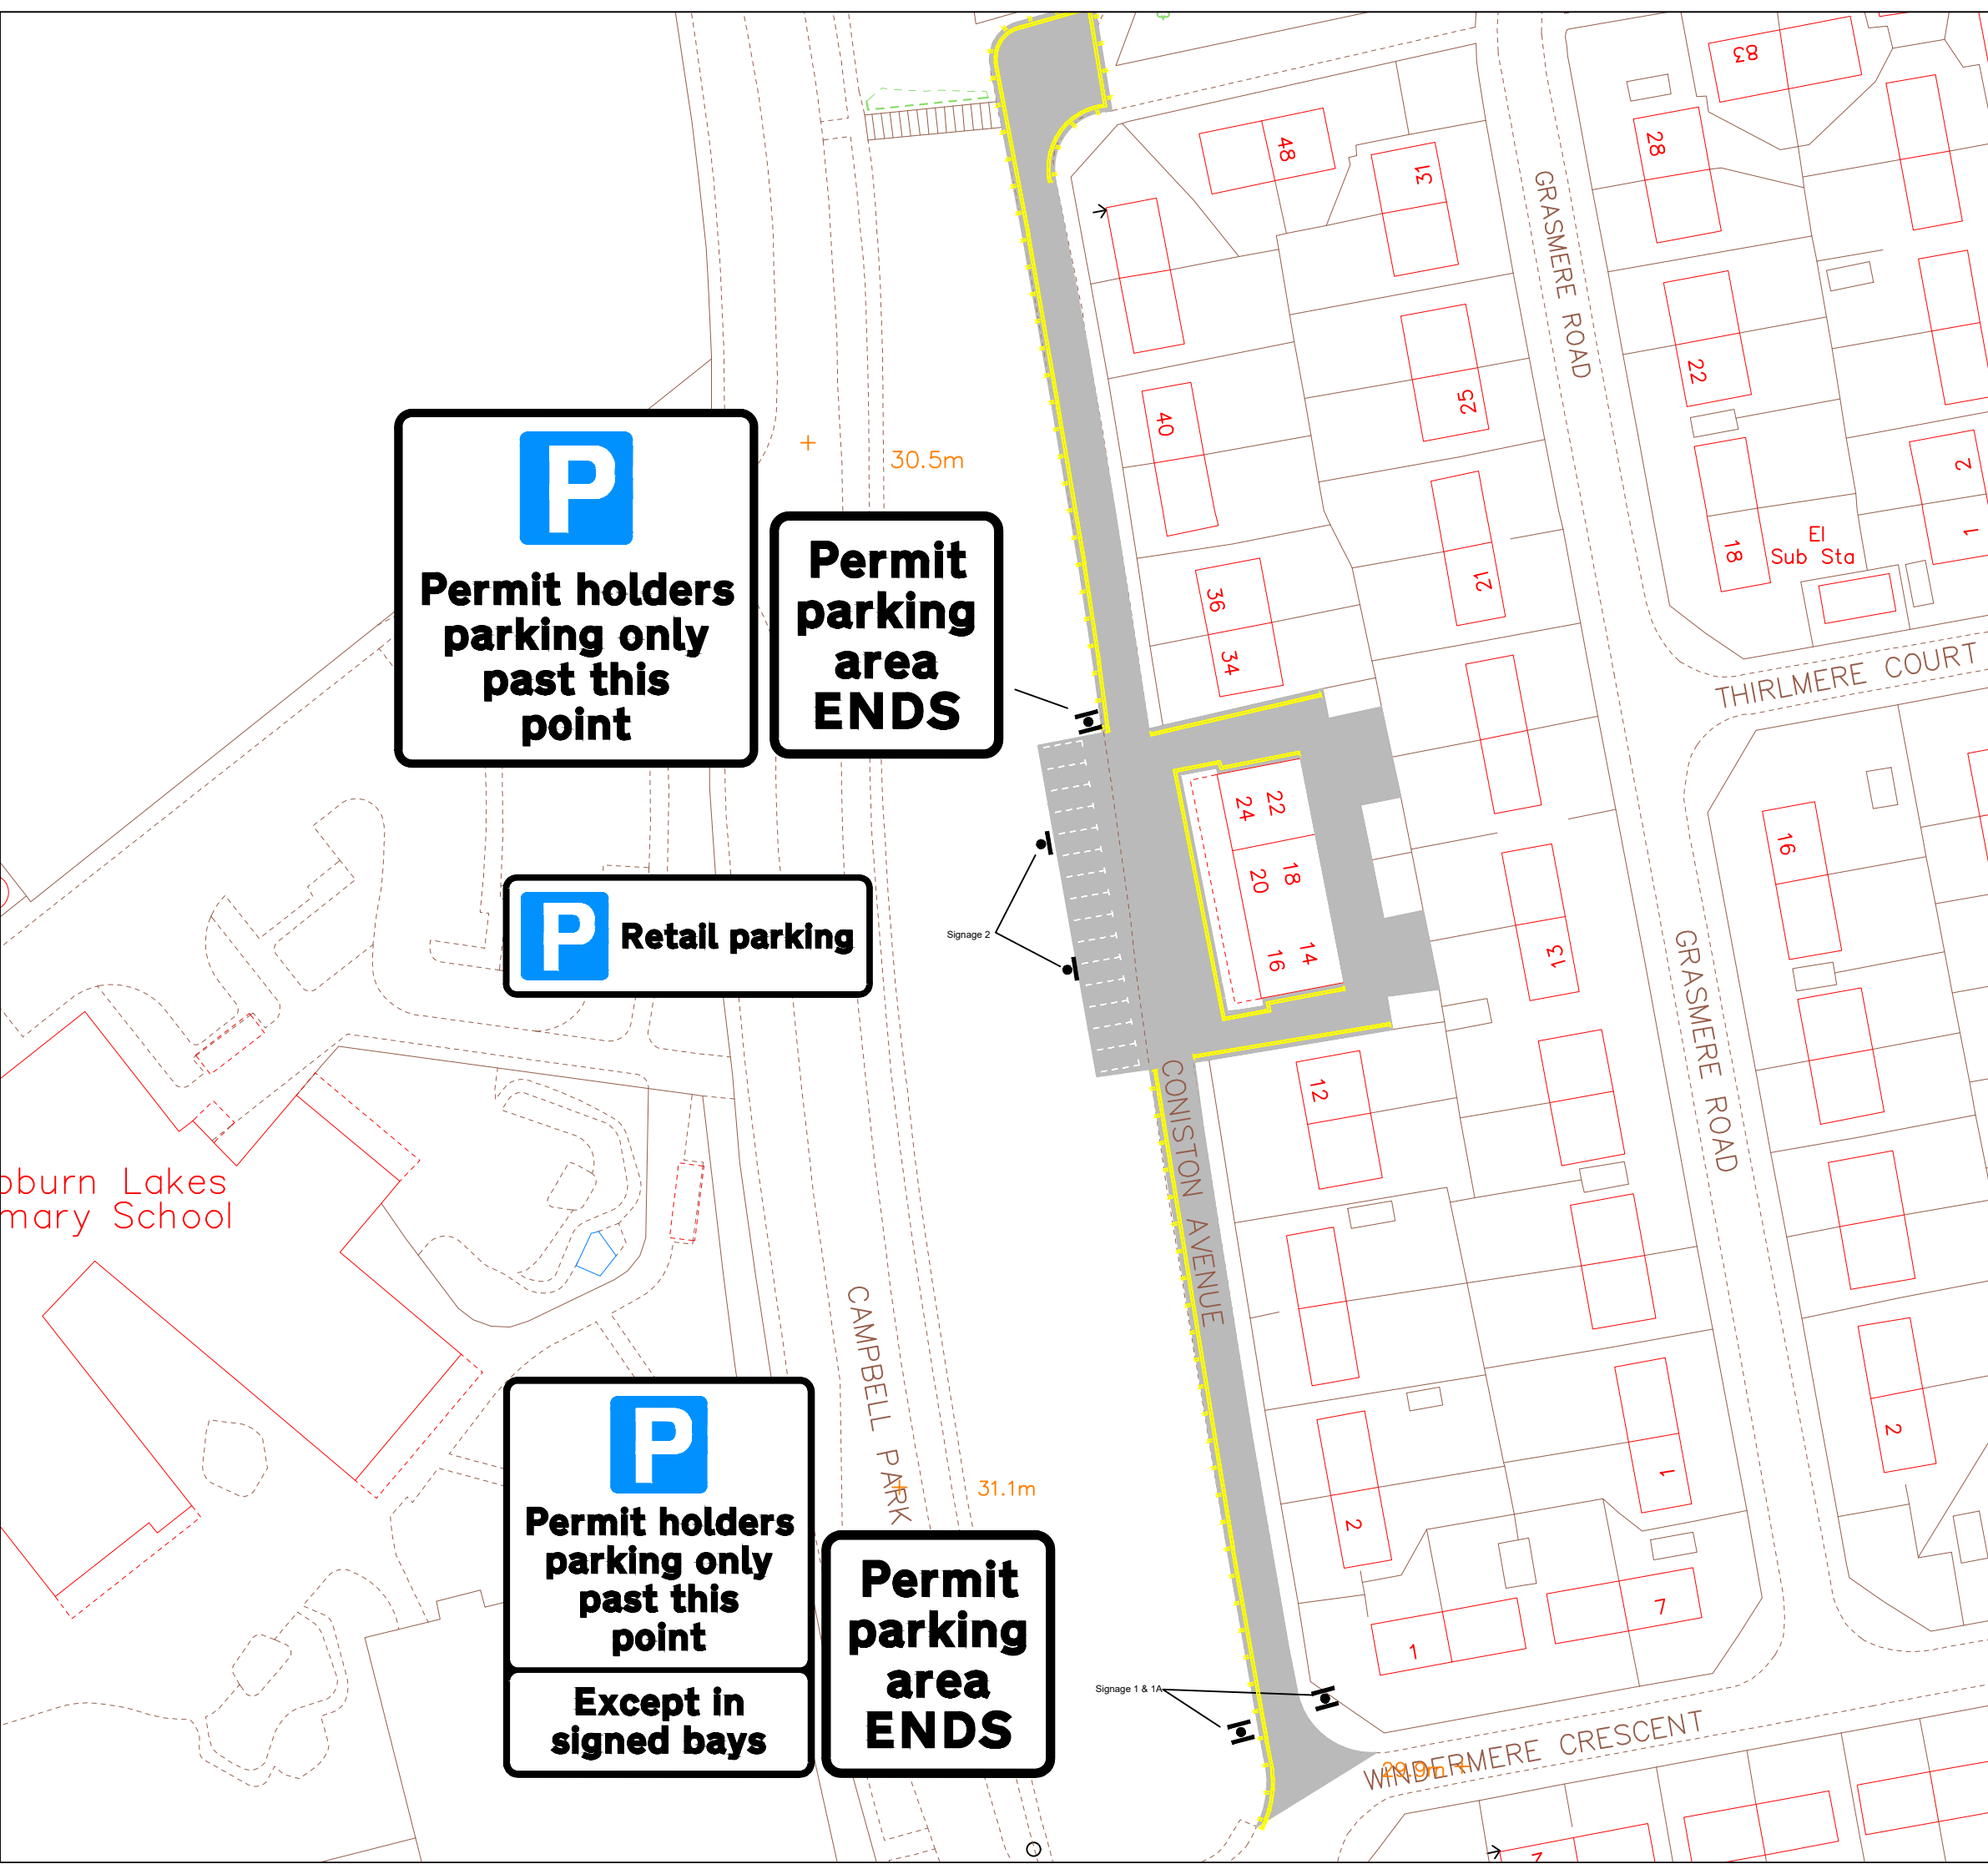 P
Permit holders
parking only
past this
point
Permit
parking
area
ENDS
P Retail parking
P
Permit holders
parking only
past this
point
Except in
signed bays
Permit
parking
area
ENDS
Signage 2
Signage 1 & 1A
30.5m
31.1m
29.9m
CAMPBELL PARK
CONISTON AVENUE
GRASMERE ROAD
GRASMERE ROAD
THIRLMERE COURT
WINDERMERE CRESCENT
El
Sub Sta
oburn Lakes
mary School
83
48
31
28
40
25
22
36
34
21
18
2
1
24
22
20
18
16
14
16
13
12
2
1
2
1
7